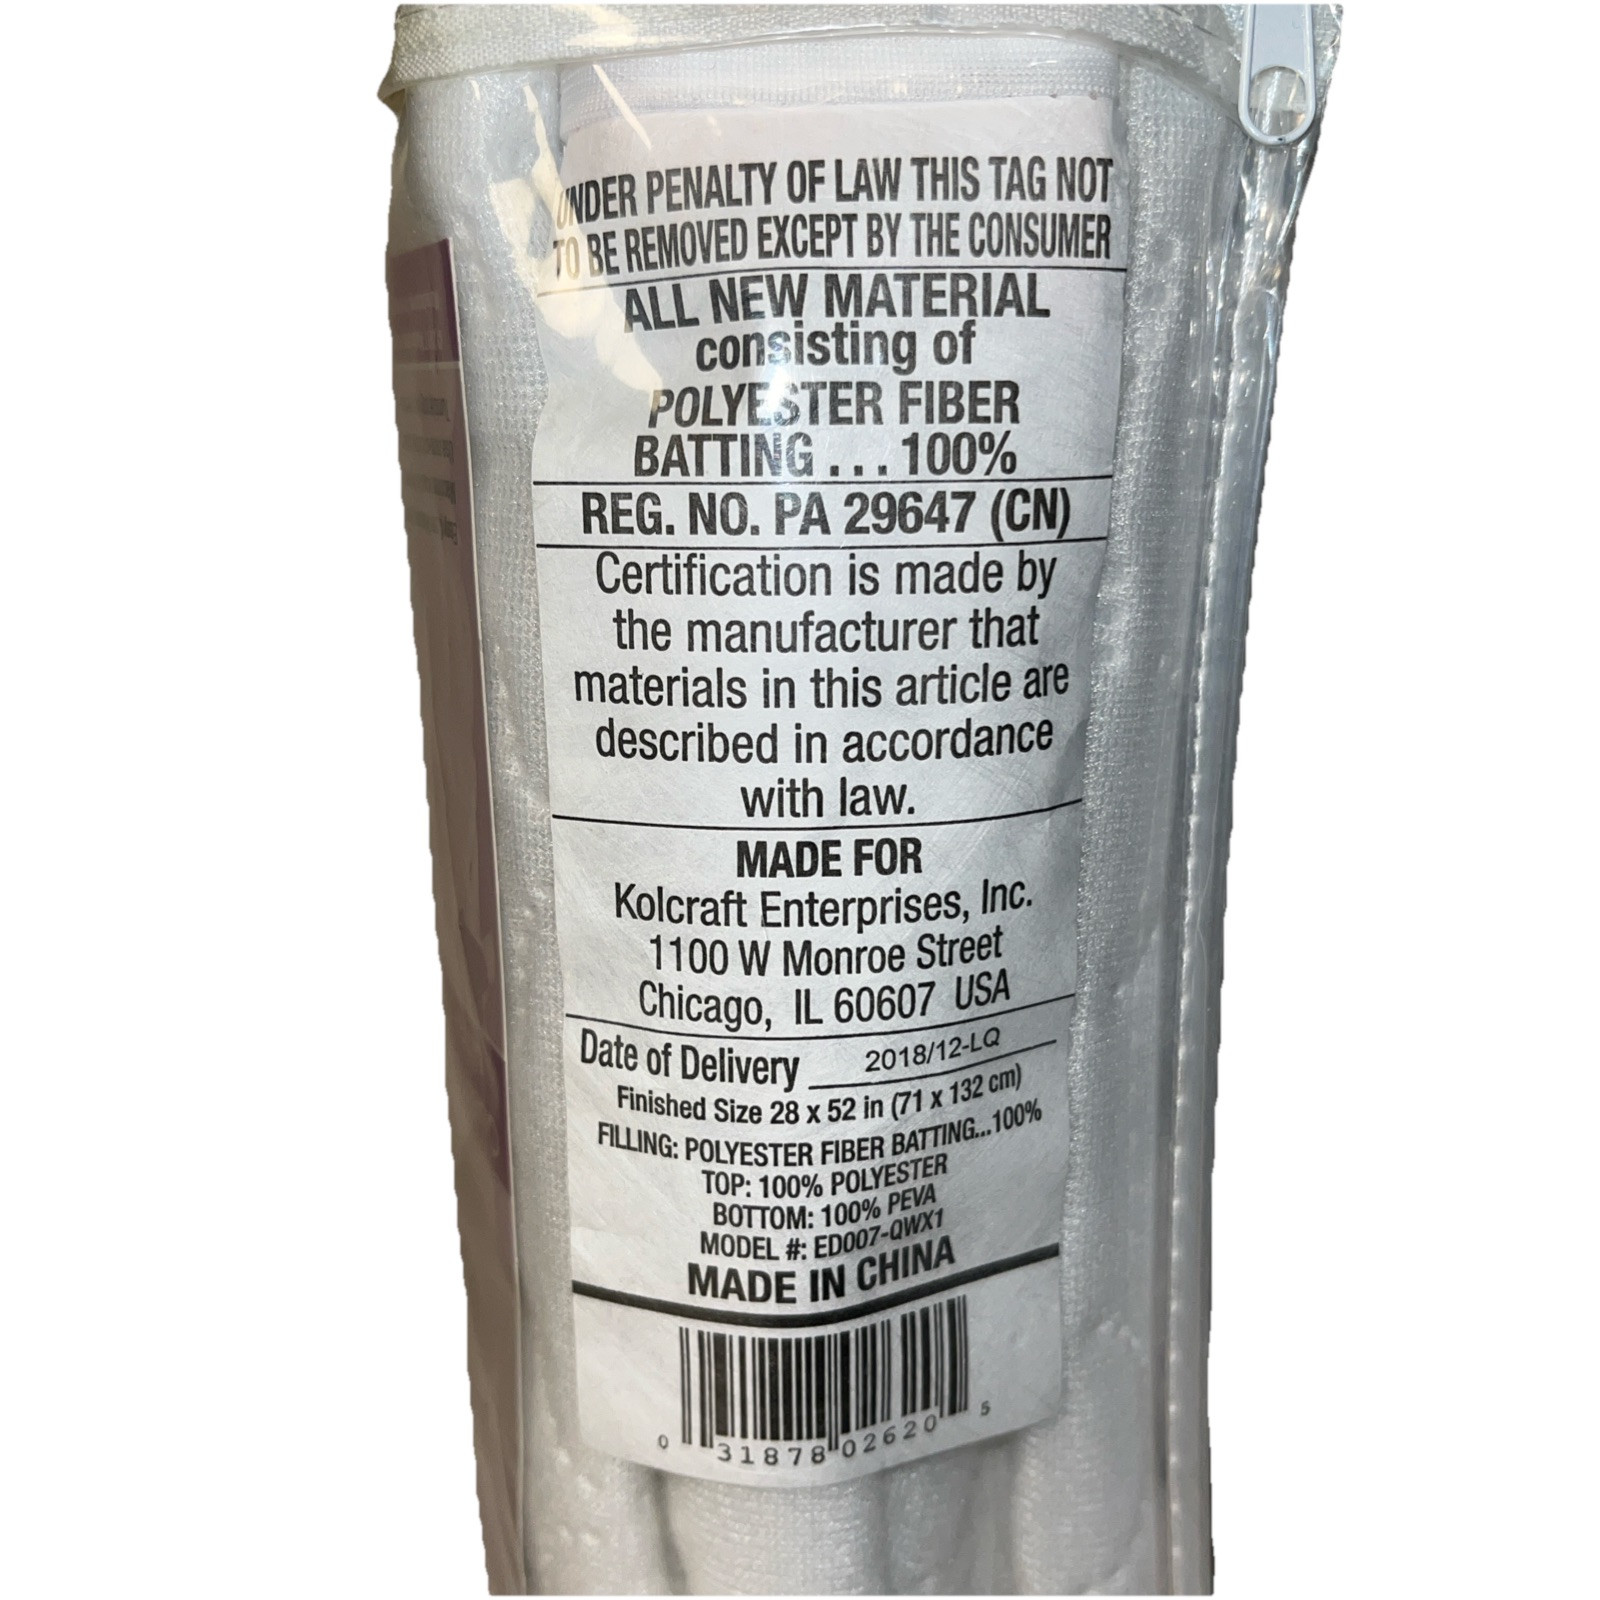 UNDER PENALTY OF LAW THIS TAG NOT
TO BE REMOVED EXCEPT BY THE CONSUMER
ALL NEW MATERIAL
consisting of
POLYESTER FIBER
BATTING ... 100%
REG. NO. PA 29647 (CN)
Certification is made by
the manufacturer that
materials in this article are
described in accordance
with law.
MADE FOR
Kolcraft Enterprises, Inc.
1100 W Monroe Street
Chicago, IL 60607 USA
Date of Delivery 2018/12-LQ
Finished Size 28 x 52 in (71 x 132 cm)
FILLING: POLYESTER FIBER BATTING...100%
TOP: 100% POLYESTER
BOTTOM: 100% PEVA
MODEL #: ED007-QWX1
MADE IN CHINA
0 31878 02620 5